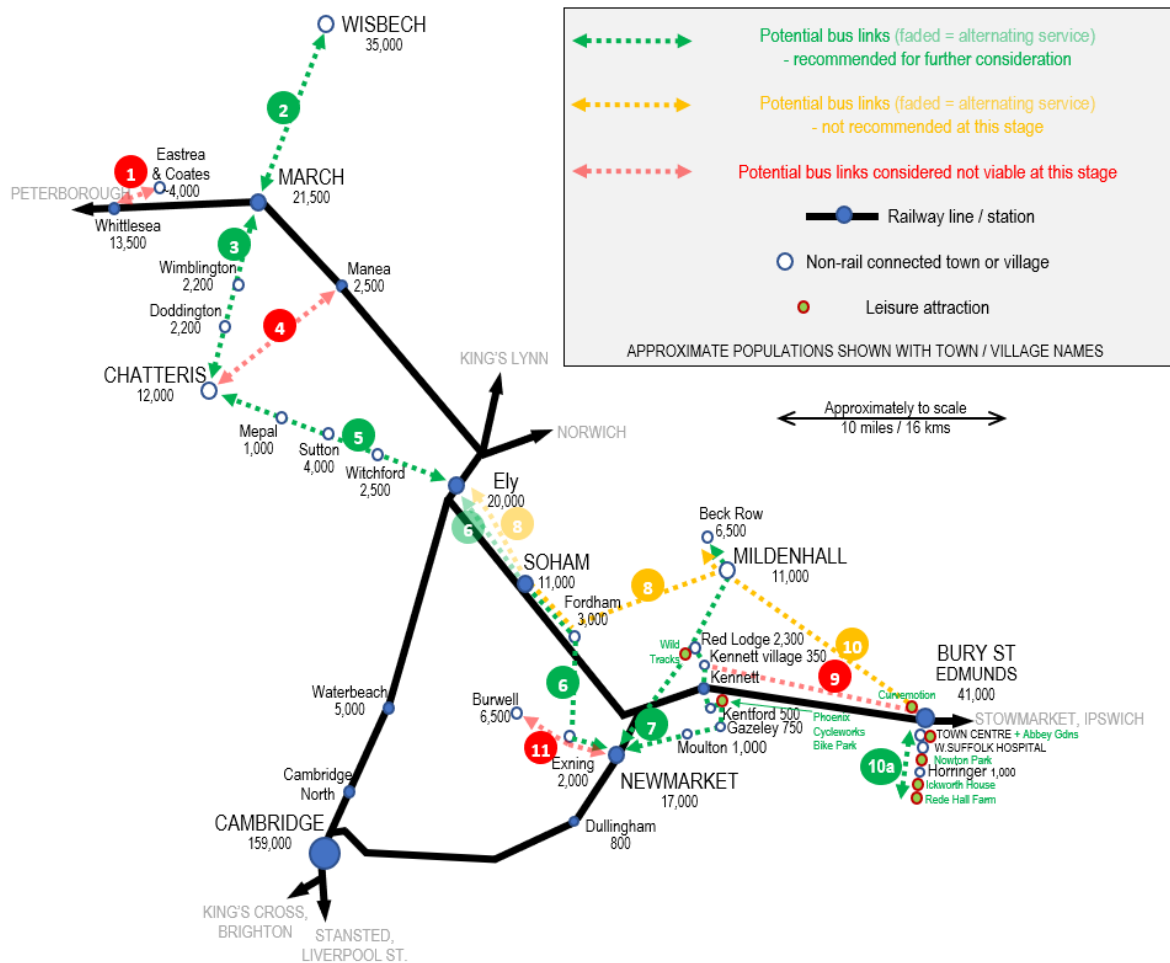 WISBECH
35,000
2
Potential bus links (faded = alternating service)
- recommended for further consideration
Potential bus links (faded = alternating service)
- not recommended at this stage
Potential bus links considered not viable at this stage
Railway line / station
Non-rail connected town or village
Leisure attraction
APPROXIMATE POPULATIONS SHOWN WITH TOWN / VILLAGE NAMES
1
Eastrea
& Coates
~4,000
PETERBOROUGH
Whittlesea
13,500
MARCH
21,500
3
Wimblington
2,200
Manea
2,500
Doddington
2,200
4
KING'S LYNN
CHATTERIS
12,000
Approximately to scale
10 miles / 16 kms
NORWICH
Mepal
1,000
Sutton
4,000
5
Witchford
2,500
Ely
20,000
6
8
Beck Row
6,500
MILDENHALL
11,000
SOHAM
11,000
8
Fordham
3,000
Wild
Tracks
Red Lodge 2,300
Kennett village 350
Kennett
10
9
BURY ST
EDMUNDS
41,000
Curvemotion
6
Waterbeach
5,000
Burwell
6,500
7
Kentford 500
Gazeley 750
Phoenix
Cycleworks
Bike Park
STOWMARKET, IPSWICH
TOWN CENTRE + Abbey Gdns
W.SUFFOLK HOSPITAL
Nowton Park
10a
Horringer 1,000
Ickworth House
Rede Hall Farm
11
Exning
2,000
Moulton 1,000
NEWMARKET
17,000
Cambridge
North
CAMBRIDGE
159,000
Dullingham
800
KING'S CROSS,
BRIGHTON
STANSTED,
LIVERPOOL ST.